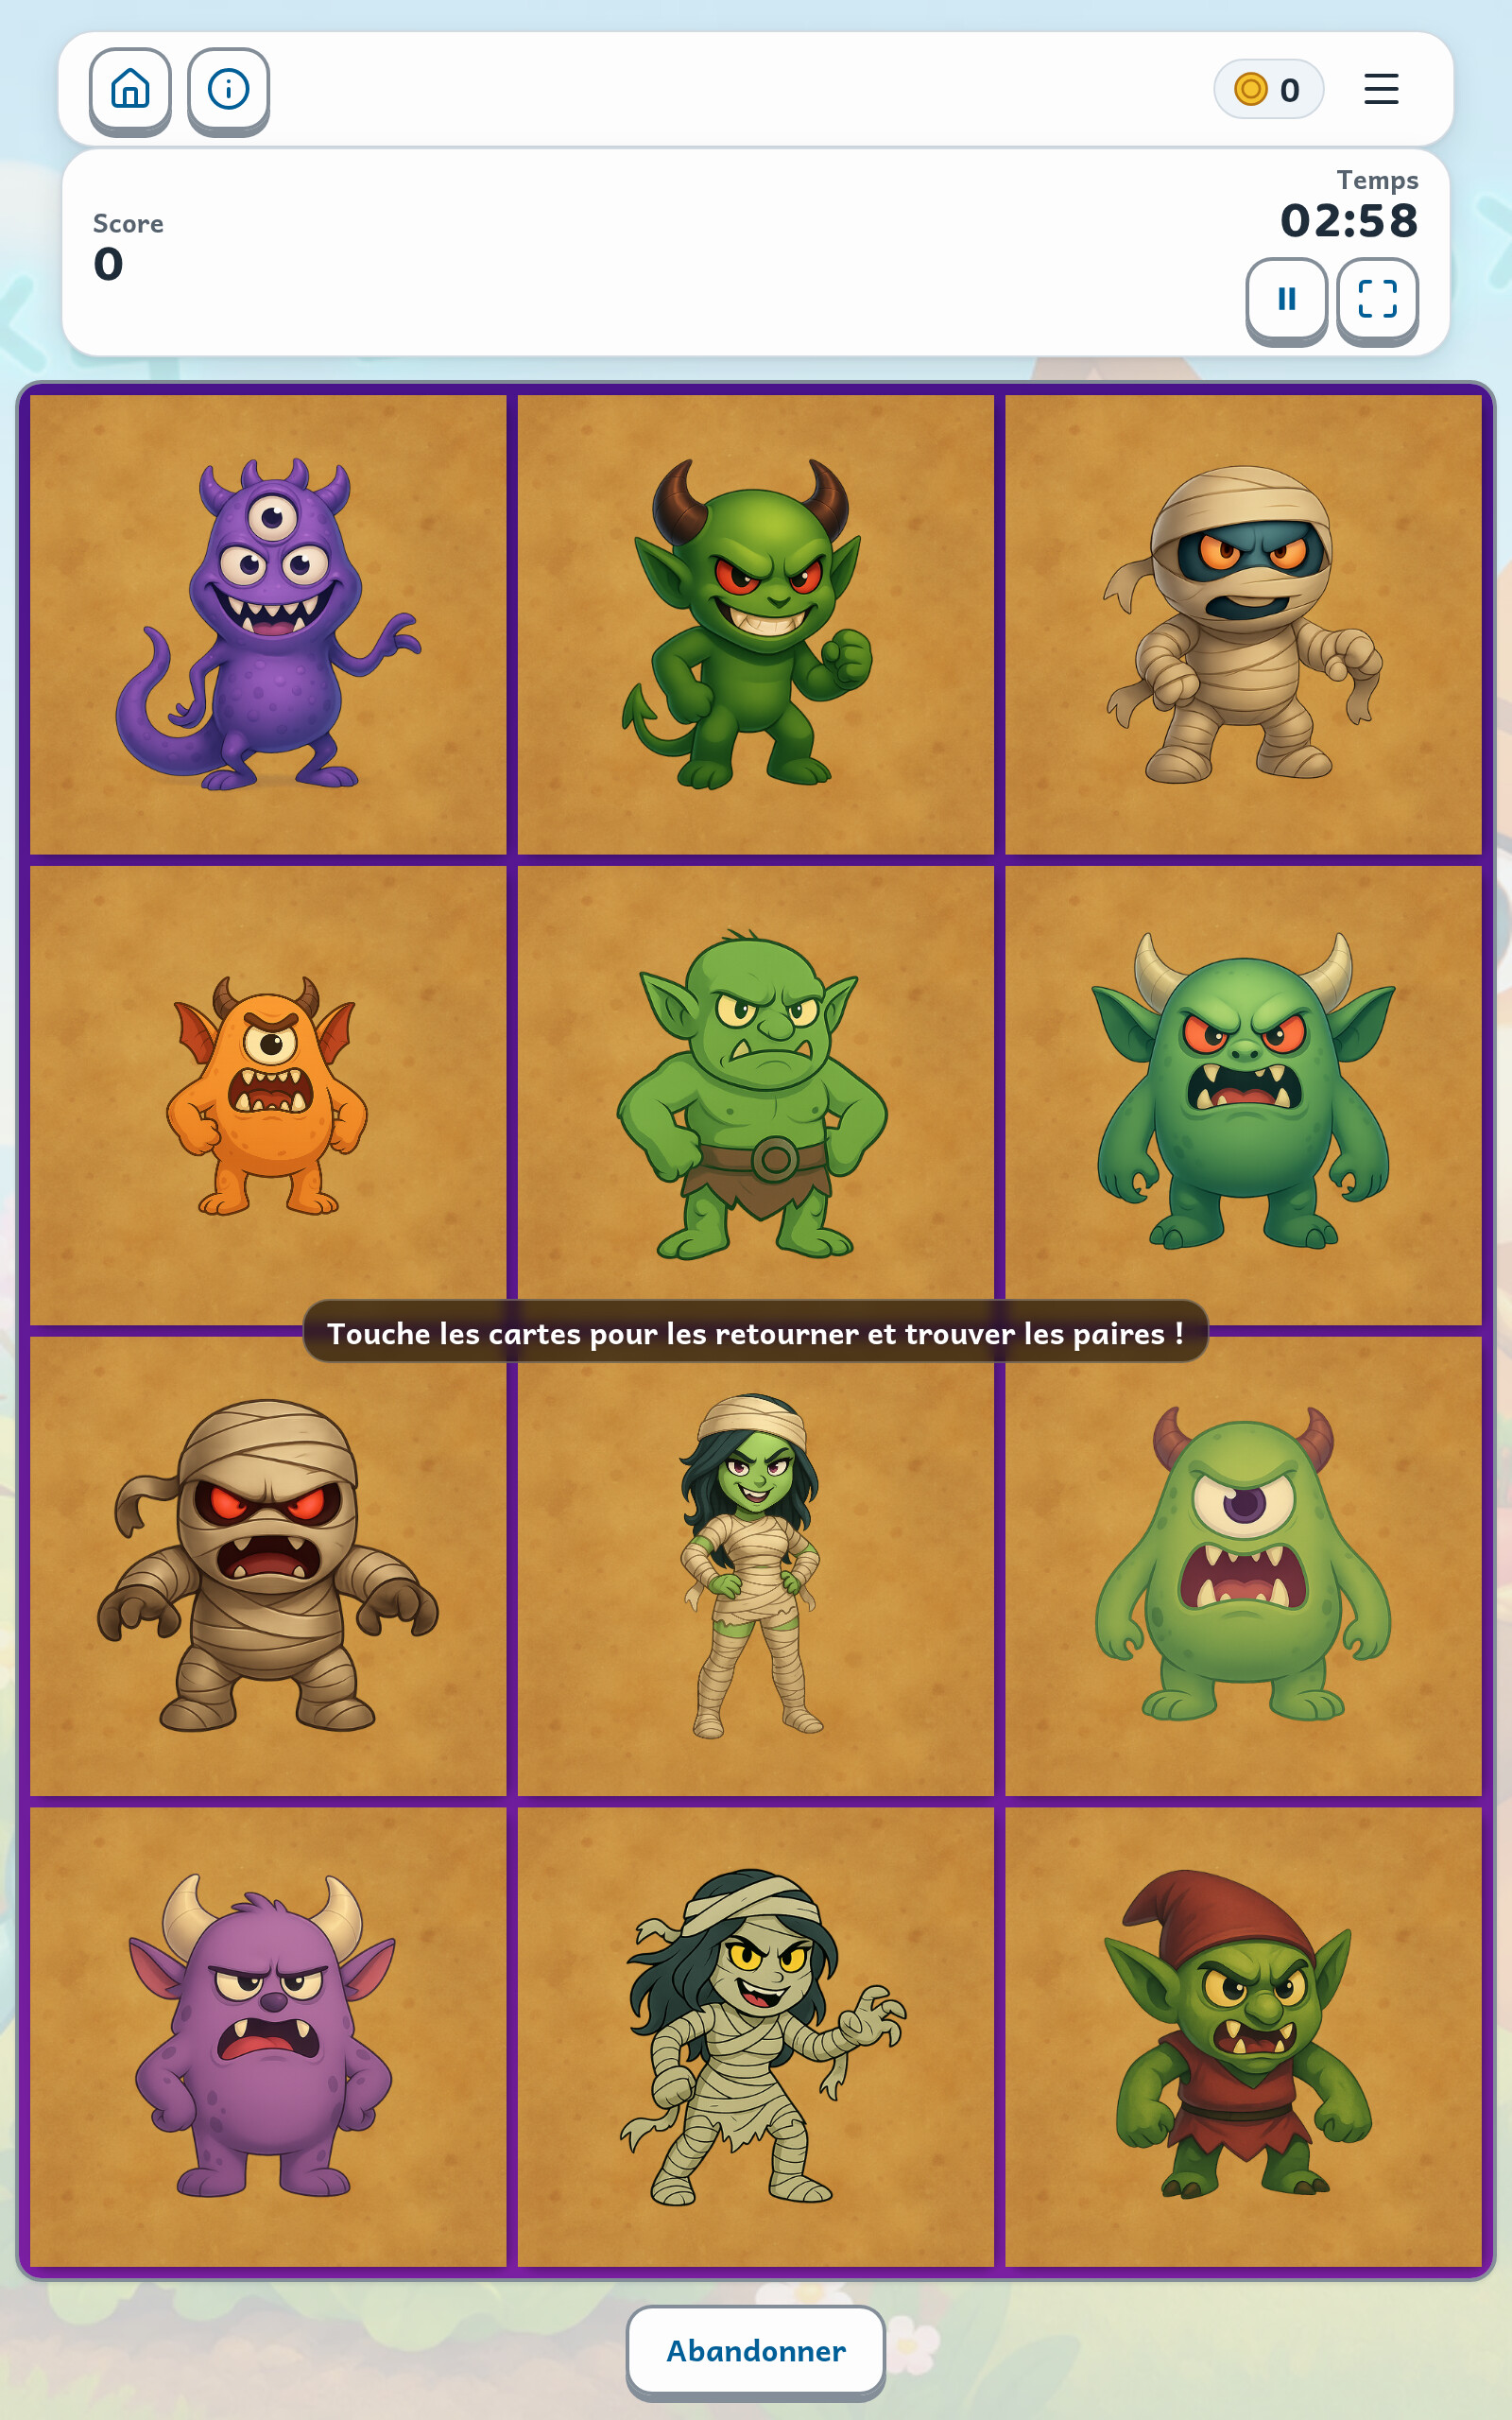 0
Score
0
Temps
02:58
Touche les cartes pour les retourner et trouver les paires !
Abandonner